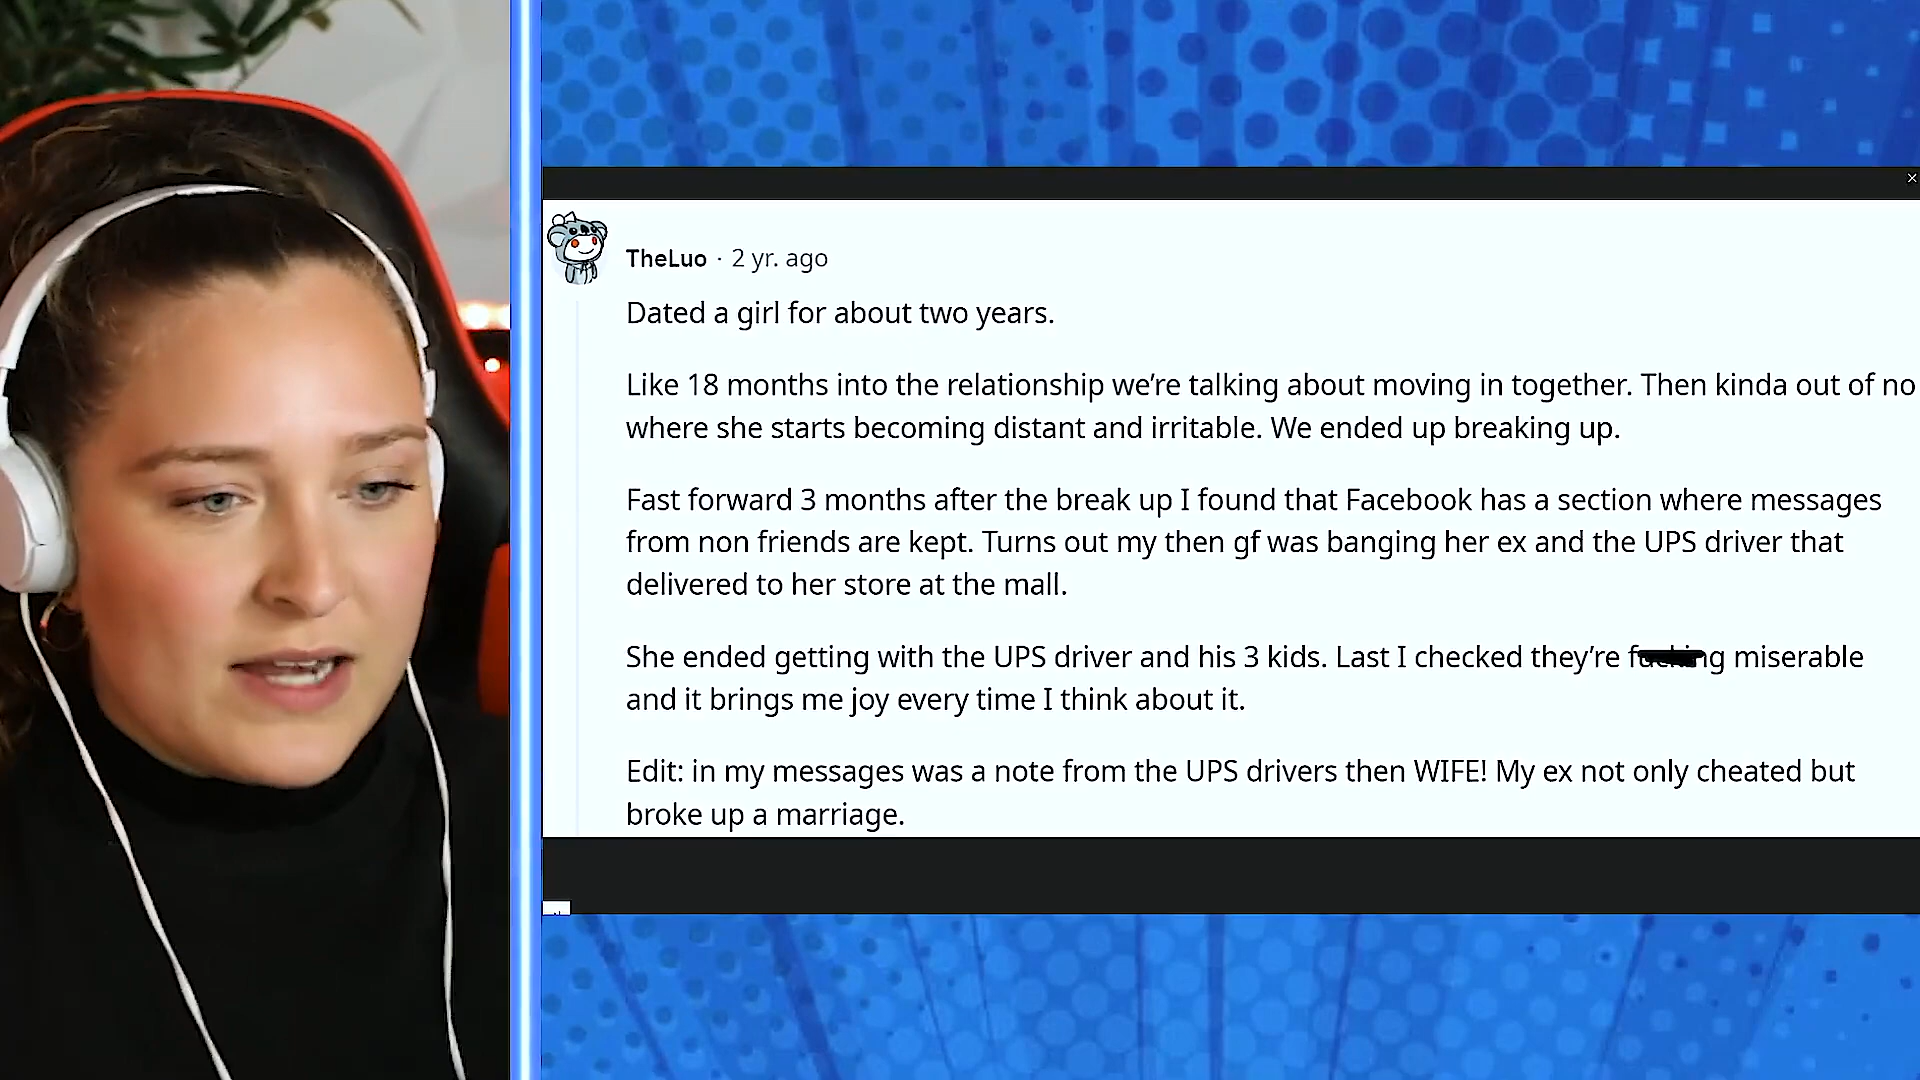 TheLuo · 2 yr. ago
Dated a girl for about two years.
Like 18 months into the relationship we’re talking about moving in together. Then kinda out of no
where she starts becoming distant and irritable. We ended up breaking up.
Fast forward 3 months after the break up I found that Facebook has a section where messages
from non friends are kept. Turns out my then gf was banging her ex and the UPS driver that
delivered to her store at the mall.
She ended getting with the UPS driver and his 3 kids. Last I checked they’re fucking miserable
and it brings me joy every time I think about it.
Edit: in my messages was a note from the UPS drivers then WIFE! My ex not only cheated but
broke up a marriage.